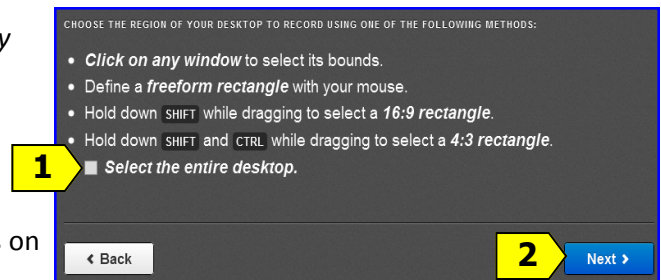 y
CHOOSE THE REGION OF YOUR DESKTOP TO RECORD USING ONE OF THE FOLLOWING METHODS:
• Click on any window to select its bounds.
• Define a freeform rectangle with your mouse.
• Hold down SHIFT while dragging to select a 16:9 rectangle.
• Hold down SHIFT and CTRL while dragging to select a 4:3 rectangle.
1
Select the entire desktop.
on
‹ Back
2
Next ›